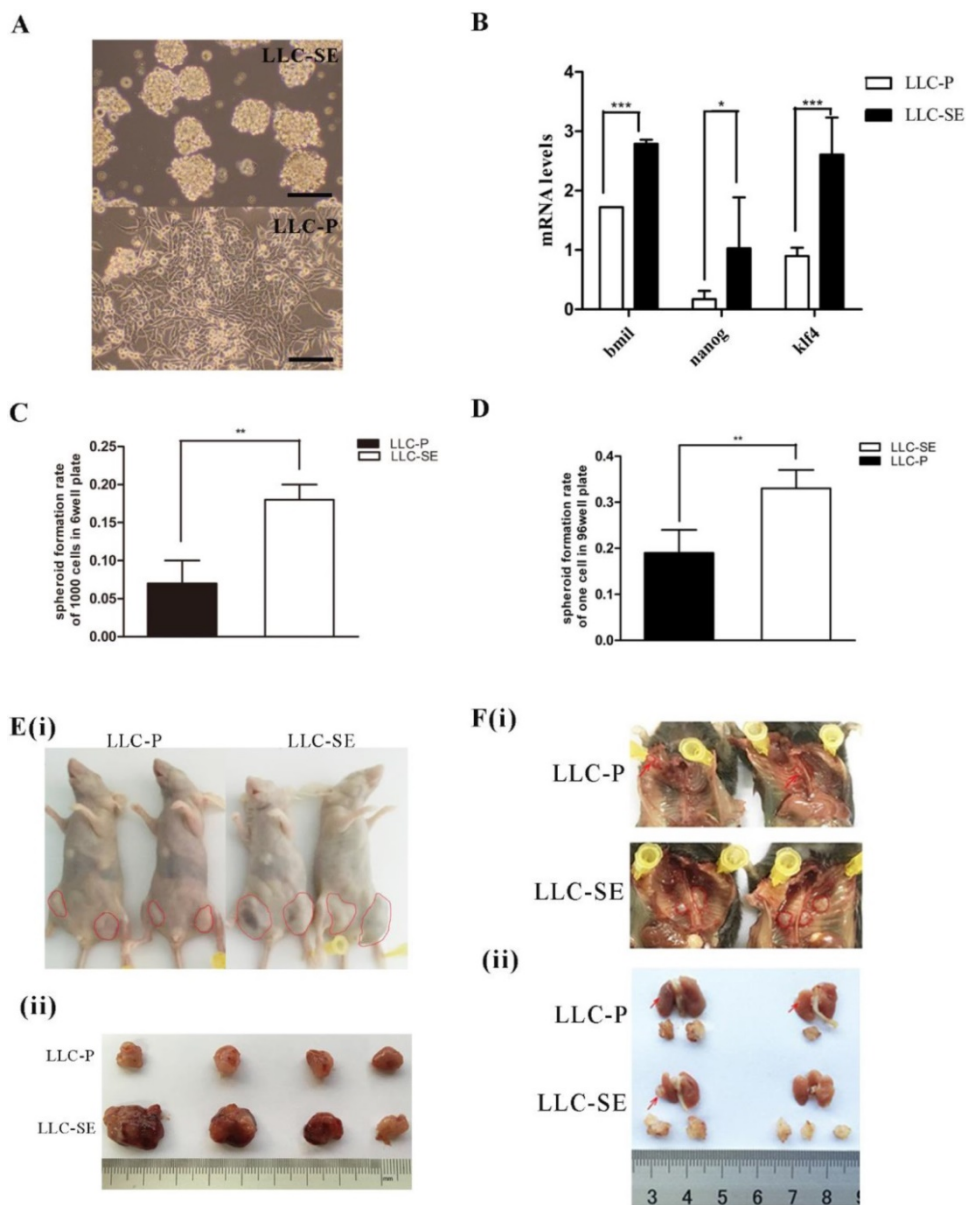 A
LLC-SE
LLC-P
B
mRNA levels
4
3
2
1
0
***
*
***
LLC-P
LLC-SE
bmil
nanog
klf4
C
spheroid formation rate
of 1000 cells in 6well plate
0.25
0.20
0.15
0.10
0.05
0.00
**
LLC-P
LLC-SE
D
spheroid formation rate
of one cell in 96well plate
0.4
0.3
0.2
0.1
0.0
**
LLC-SE
LLC-P
E(i)
LLC-P
LLC-SE
(ii)
LLC-P
LLC-SE
mm
F(i)
LLC-P
LLC-SE
(ii)
LLC-P
LLC-SE
3 4 5 6 7 8 9